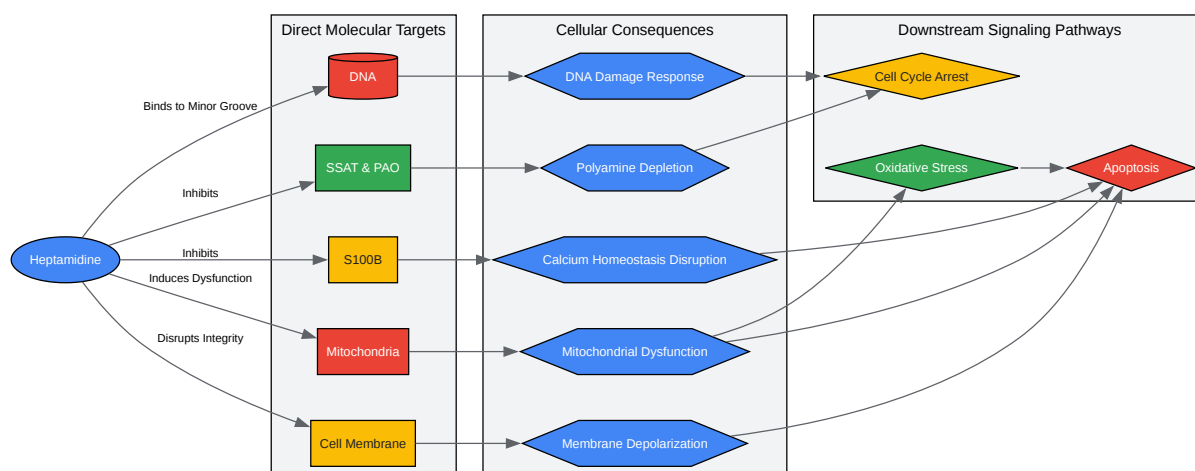 Direct Molecular Targets
Cellular Consequences
Downstream Signaling Pathways
DNA
DNA Damage Response
Cell Cycle Arrest
Binds to Minor Groove
SSAT & PAO
Polyamine Depletion
Oxidative Stress
Apoptosis
Inhibits
Heptamidine
Inhibits
S100B
Calcium Homeostasis Disruption
Induces Dysfunction
Disrupts Integrity
Mitochondria
Mitochondrial Dysfunction
Cell Membrane
Membrane Depolarization